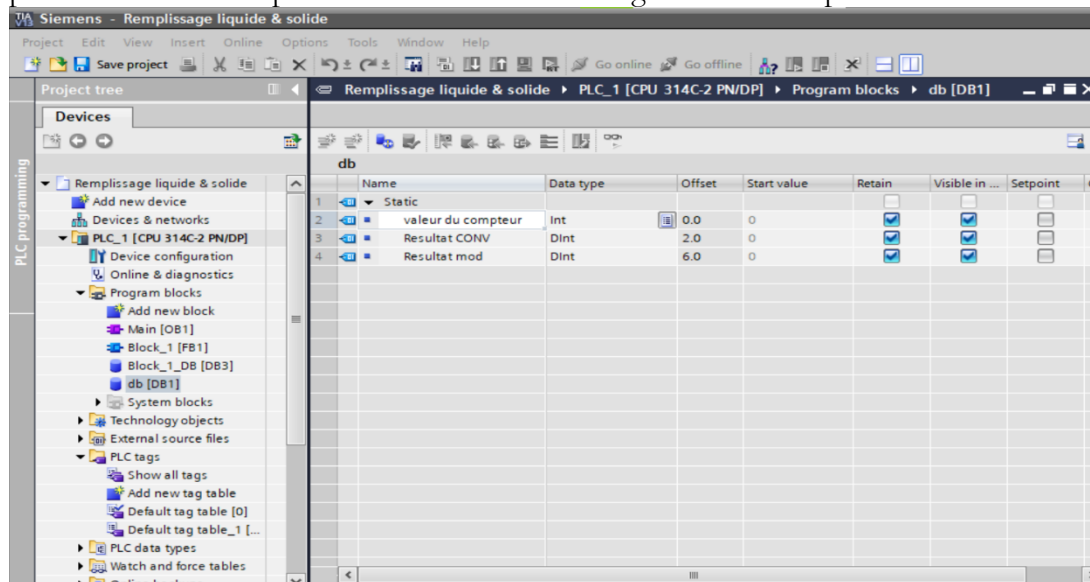 Siemens - Remplissage liquide & solide
Project Edit View Insert Online Options Tools Window Help
Save project Go online Go offline
Project tree
Remplissage liquide & solide PLC_1 [CPU 314C-2 PN/DP] Program blocks db [DB1]
Devices
PLC programming
db
Name Data type Offset Start value Retain Visible in ... Setpoint
1 Static
2 valeur du compteur Int 0.0 0
3 Resultat CONV DInt 2.0 0
4 Resultat mod DInt 6.0 0
Remplissage liquide & solide
Add new device
Devices & networks
PLC_1 [CPU 314C-2 PN/DP]
Device configuration
Online & diagnostics
Program blocks
Add new block
Main [OB1]
Block_1 [FB1]
Block_1_DB [DB3]
db [DB1]
System blocks
Technology objects
External source files
PLC tags
Show all tags
Add new tag table
Default tag table [0]
Default tag table_1 [...
PLC data types
Watch and force tables